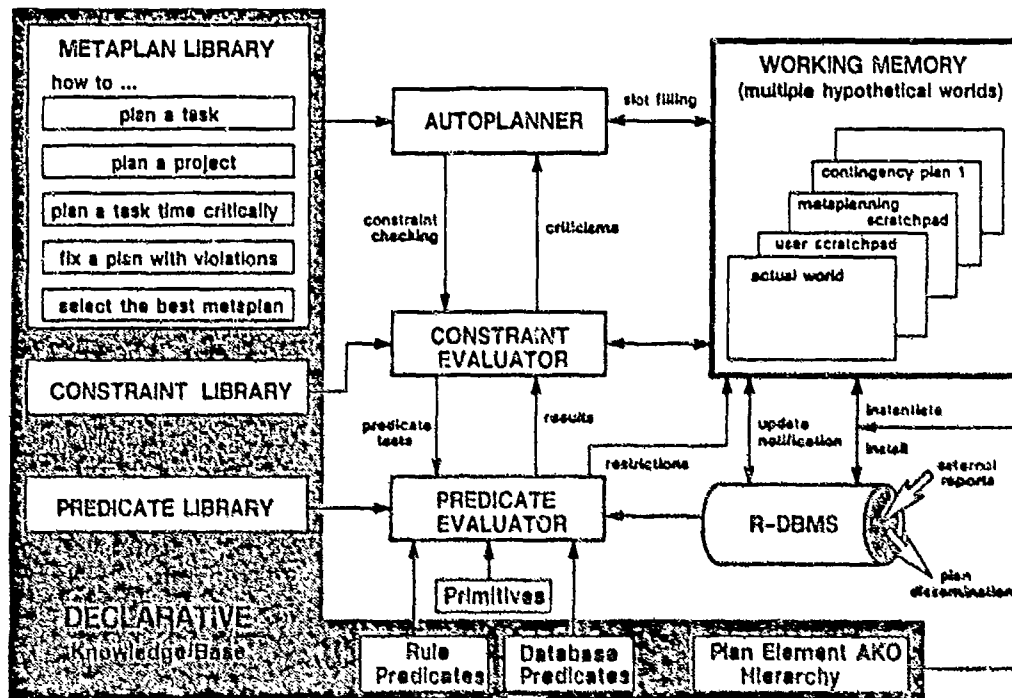 METAPLAN LIBRARY
how to ...
plan a task
plan a project
plan a task time critically
fix a plan with violations
select the best metaplan
CONSTRAINT LIBRARY
PREDICATE LIBRARY
DECLARATIVE
Knowledge Base
AUTOPLANNER
slot filling
constraint
checking
criticisms
CONSTRAINT
EVALUATOR
predicate
tests
results
restrictions
PREDICATE
EVALUATOR
Primitives
Rule
Predicates
Database
Predicates
Plan Element AKO
Hierarchy
WORKING MEMORY
(multiple hypothetical worlds)
contingency plan 1
metaplanning
scratchpad
user scratchpad
actual world
update
notification
instantiate
install
R-DBMS
external
reports
plan
dissemination